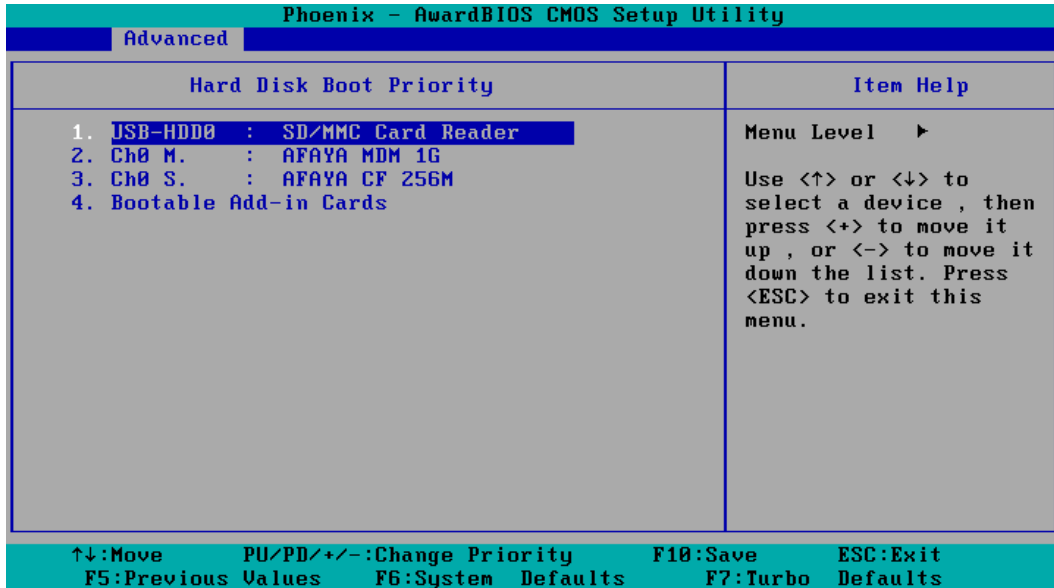 Phoenix - AwardBIOS CMOS Setup Utility
Advanced
Hard Disk Boot Priority
1. USB-HDD0 : SD/MMC Card Reader
2. Ch0 M. : AFAYA MDM 1G
3. Ch0 S. : AFAYA CF 256M
4. Bootable Add-in Cards
Item Help
Menu Level ▶
Use <↑> or <↓> to
select a device , then
press <+> to move it
up , or <-> to move it
down the list. Press
<ESC> to exit this
menu.
↑↓:Move PU/PD/+/-:Change Priority F10:Save ESC:Exit
F5:Previous Values F6:System Defaults F7:Turbo Defaults